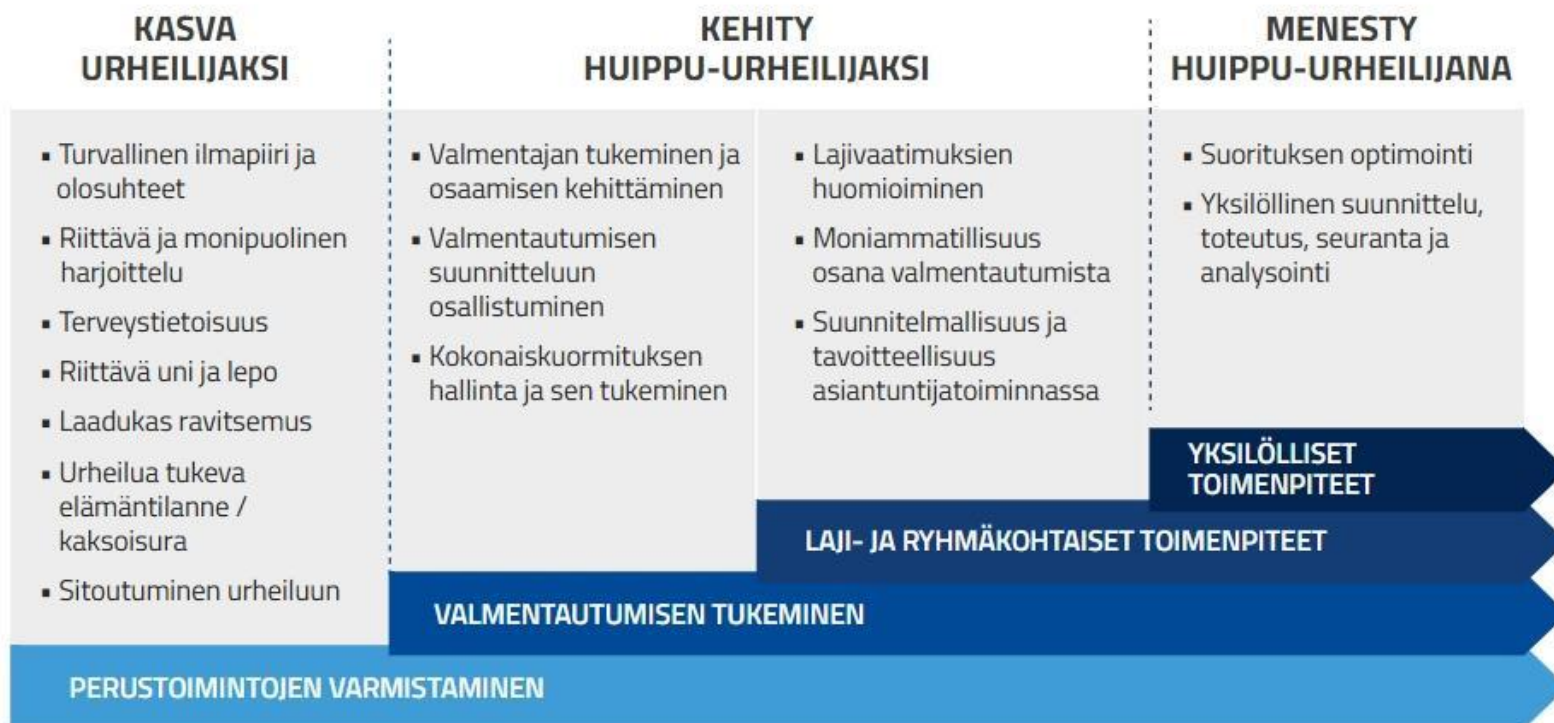 KASVA
URHEILIJAKSI
KEHITY
HUIPPU-URHEILIJAKSI
MENESTY
HUIPPU-URHEILIJANA
▪ Turvallinen ilmapiiri ja
olosuhteet
▪ Riittävä ja monipuolinen
harjoittelu
▪ Terveystietoisuus
▪ Riittävä uni ja lepo
▪ Laadukas ravitsemus
▪ Urheilua tukeva
elämäntilanne /
kaksoisura
▪ Sitoutuminen urheiluun
▪ Valmentajan tukeminen ja
osaamisen kehittäminen
▪ Valmentautumisen
suunnitteluun
osallistuminen
▪ Kokonaiskuormituksen
hallinta ja sen tukeminen
▪ Lajivaatimuksien
huomioiminen
▪ Moniammatillisuus
osana valmentautumista
▪ Suunnitelmallisuus ja
tavoitteellisuus
asiantuntijatoiminnassa
▪ Suorituksen optimointi
▪ Yksilöllinen suunnittelu,
toteutus, seuranta ja
analysointi
YKSILÖLLISET
TOIMENPITEET
LAJI- JA RYHMÄKOHTAISET TOIMENPITEET
VALMENTAUTUMISEN TUKEMINEN
PERUSTOIMINTOJEN VARMISTAMINEN